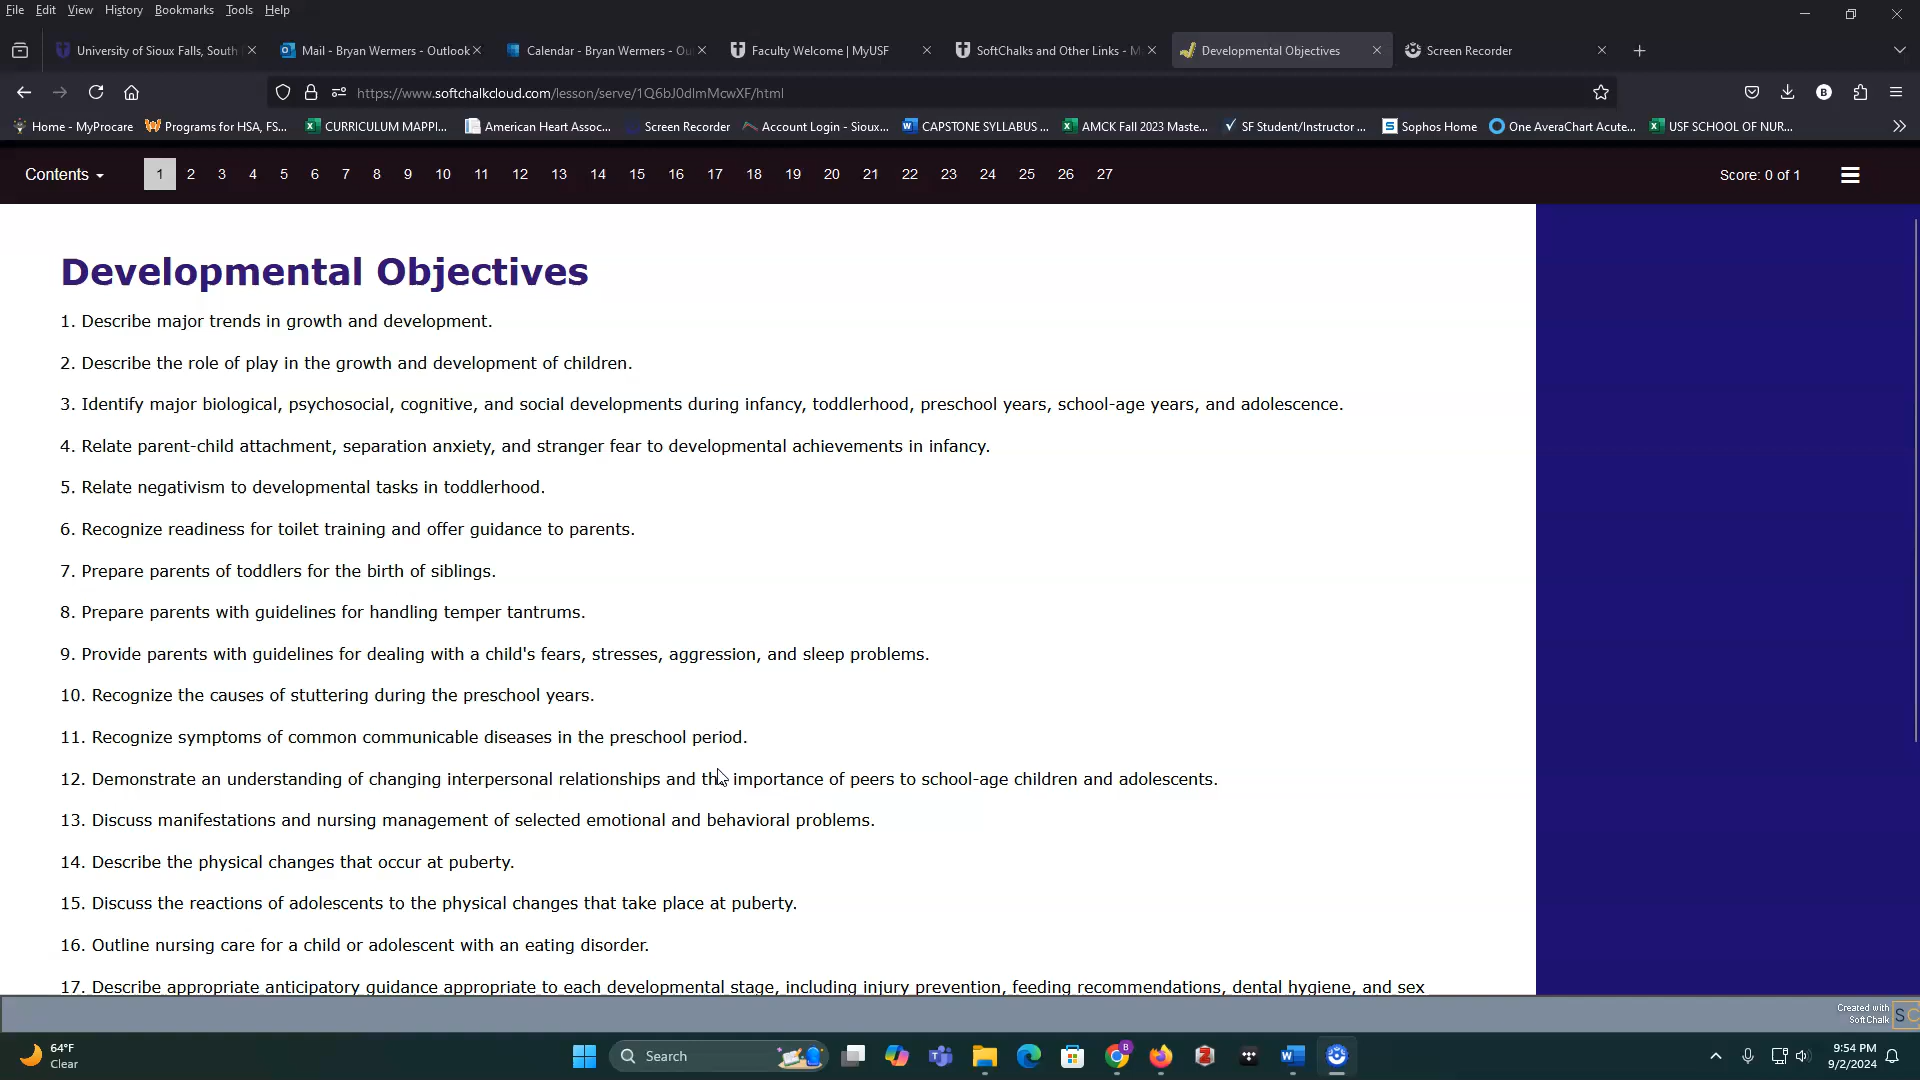 File Edit View History Bookmarks Tools Help
University of Sioux Falls, South
Mail - Bryan Wermers - Outlook
Calendar - Bryan Wermers - Ou
Faculty Welcome | MyUSF
SoftChalks and Other Links - M
Developmental Objectives
Screen Recorder
https://www.softchalkcloud.com/lesson/serve/1Q6bJ0dlmMcwXF/html
Home - MyProcare
Programs for HSA, FS...
CURRICULUM MAPPI...
American Heart Assoc...
Screen Recorder
Account Login - Sioux...
CAPSTONE SYLLABUS ...
AMCK Fall 2023 Maste...
SF Student/Instructor ...
Sophos Home
One AveraChart Acute...
USF SCHOOL OF NUR...
Contents 1 2 3 4 5 6 7 8 9 10 11 12 13 14 15 16 17 18 19 20 21 22 23 24 25 26 27 Score: 0 of 1
Developmental Objectives
1. Describe major trends in growth and development.
2. Describe the role of play in the growth and development of children.
3. Identify major biological, psychosocial, cognitive, and social developments during infancy, toddlerhood, preschool years, school-age years, and adolescence.
4. Relate parent-child attachment, separation anxiety, and stranger fear to developmental achievements in infancy.
5. Relate negativism to developmental tasks in toddlerhood.
6. Recognize readiness for toilet training and offer guidance to parents.
7. Prepare parents of toddlers for the birth of siblings.
8. Prepare parents with guidelines for handling temper tantrums.
9. Provide parents with guidelines for dealing with a child's fears, stresses, aggression, and sleep problems.
10. Recognize the causes of stuttering during the preschool years.
11. Recognize symptoms of common communicable diseases in the preschool period.
12. Demonstrate an understanding of changing interpersonal relationships and the importance of peers to school-age children and adolescents.
13. Discuss manifestations and nursing management of selected emotional and behavioral problems.
14. Describe the physical changes that occur at puberty.
15. Discuss the reactions of adolescents to the physical changes that take place at puberty.
16. Outline nursing care for a child or adolescent with an eating disorder.
17. Describe appropriate anticipatory guidance appropriate to each developmental stage, including injury prevention, feeding recommendations, dental hygiene, and sex
Created with
SoftChalk SC
64°F
Clear
Search
9:54 PM
9/2/2024